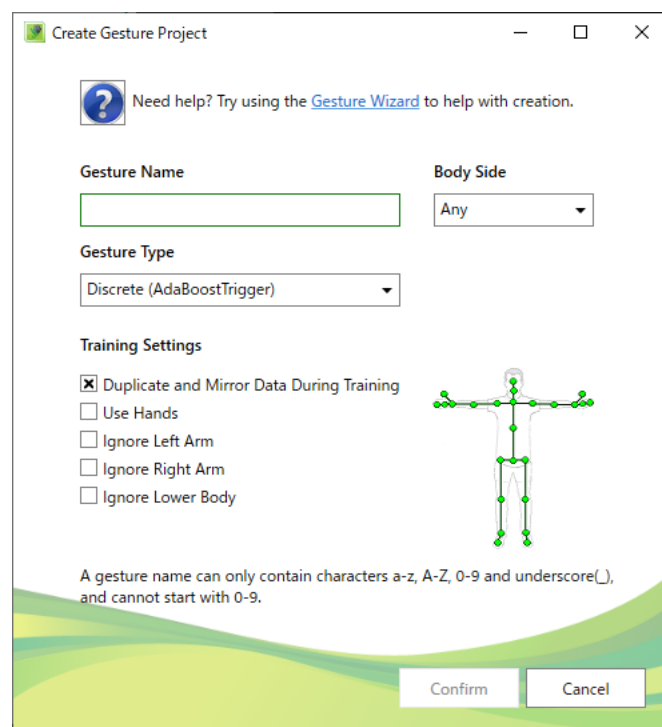 Create Gesture Project
Need help? Try using the Gesture Wizard to help with creation.
Gesture Name
Body Side
Any
Gesture Type
Discrete (AdaBoostTrigger)
Training Settings
Duplicate and Mirror Data During Training
Use Hands
Ignore Left Arm
Ignore Right Arm
Ignore Lower Body
A gesture name can only contain characters a-z, A-Z, 0-9 and underscore(_),
and cannot start with 0-9.
Confirm
Cancel